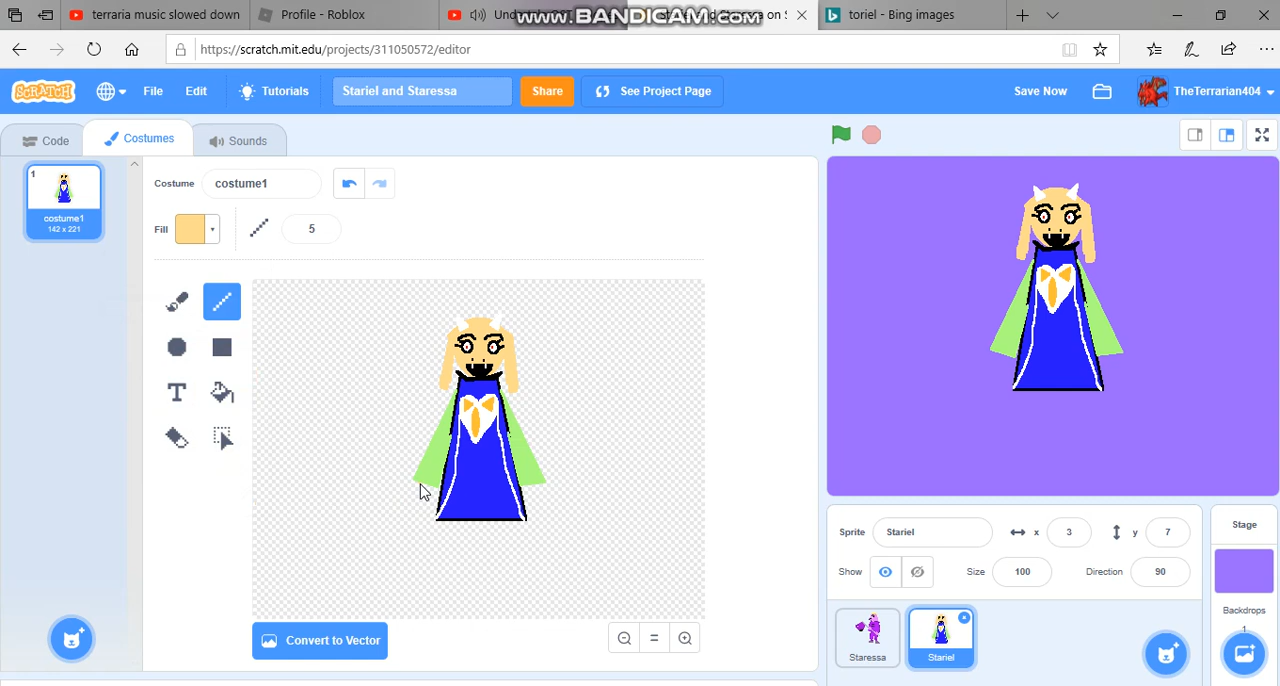 terraria music slowed down
Profile - Roblox
www.BANDICAM.com
toriel - Bing images
https://scratch.mit.edu/projects/311050572/editor
SCRATCH
File
Edit
Tutorials
Stariel and Staressa
Share
See Project Page
Save Now
TheTerrarian404
Code
Costumes
Sounds
1
costume1
142 x 221
Costume
costume1
Fill
5
T
Convert to Vector
Sprite
Stariel
x
3
y
7
Show
Size
100
Direction
90
Staressa
Stariel
Stage
Backdrops
1